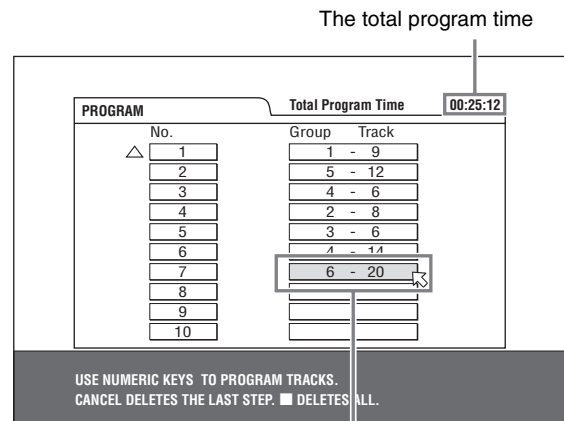 The total program time
PROGRAM Total Program Time 00:25:12
No. Group Track
1 1 - 9
2 5 - 12
3 4 - 6
4 2 - 8
5 3 - 6
6 4 - 14
7 6 - 20
8
9
10
USE NUMERIC KEYS TO PROGRAM TRACKS.
CANCEL DELETES THE LAST STEP. ■ DELETES ALL.